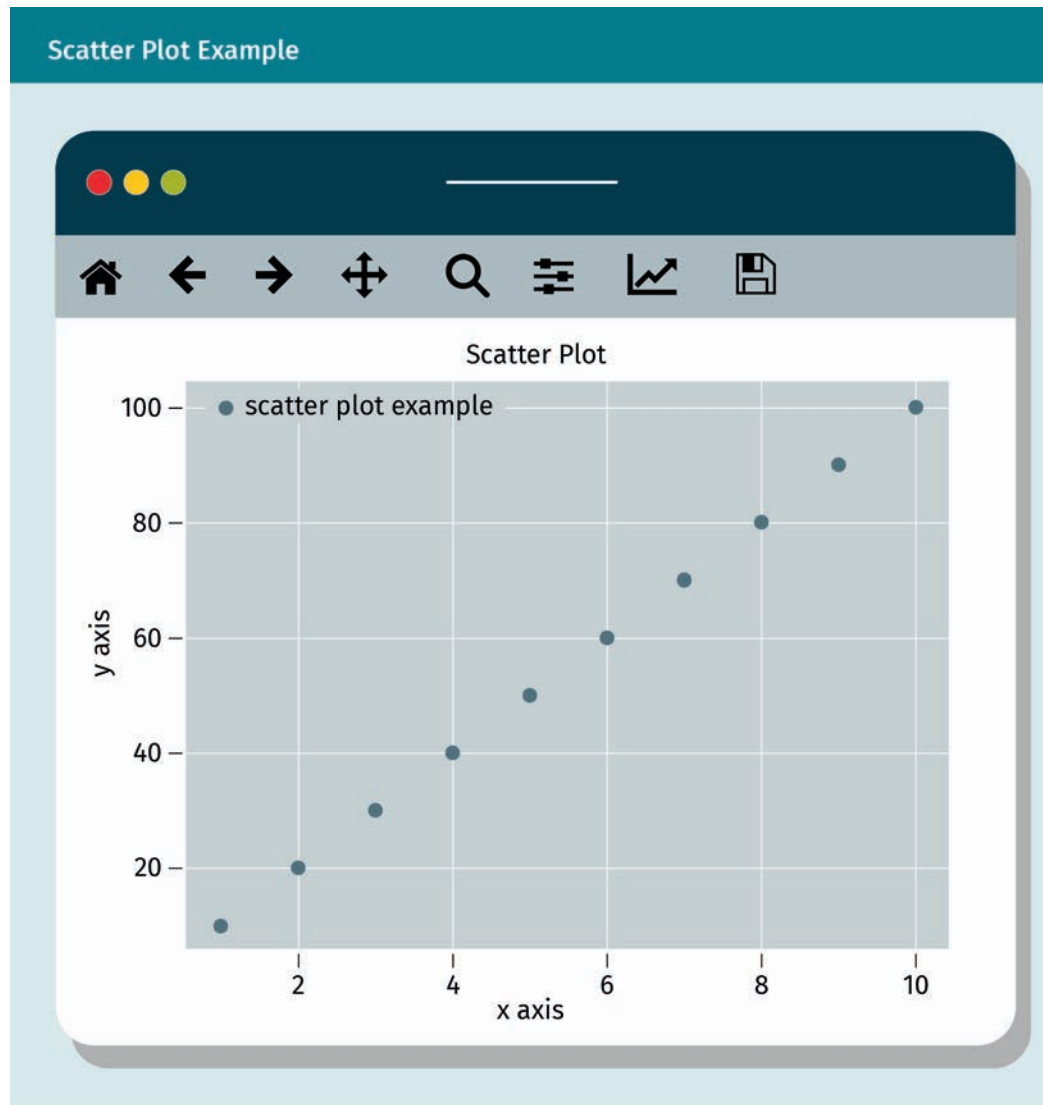 Scatter Plot Example
Scatter Plot
scatter plot example
100
80
60
40
20
y axis
2 4 6 8 10
x axis